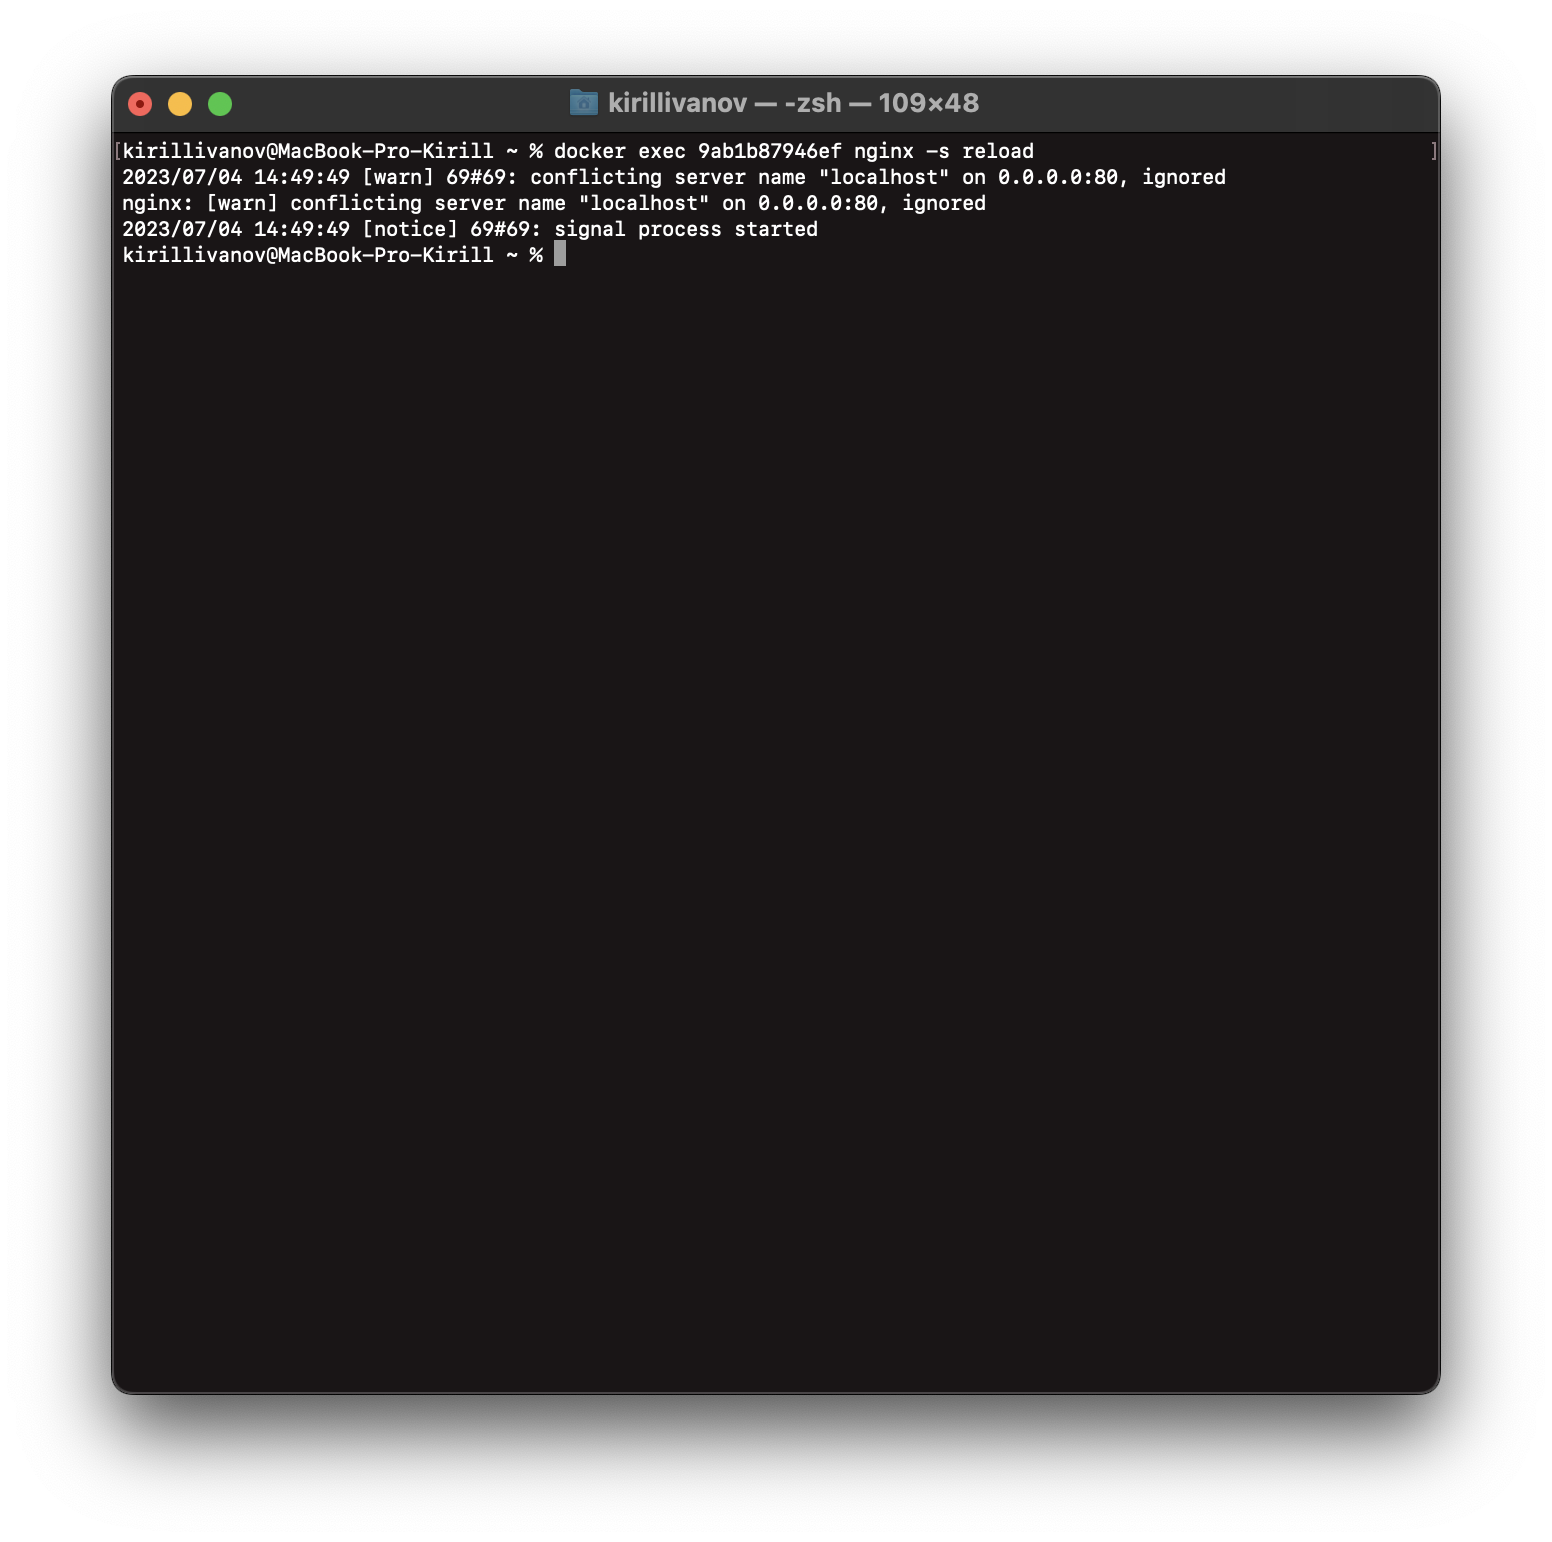 kirillivanov — -zsh — 109×48
[kirillivanov@MacBook-Pro-Kirill ~ % docker exec 9ab1b87946ef nginx -s reload ]
2023/07/04 14:49:49 [warn] 69#69: conflicting server name "localhost" on 0.0.0.0:80, ignored
nginx: [warn] conflicting server name "localhost" on 0.0.0.0:80, ignored
2023/07/04 14:49:49 [notice] 69#69: signal process started
kirillivanov@MacBook-Pro-Kirill ~ %